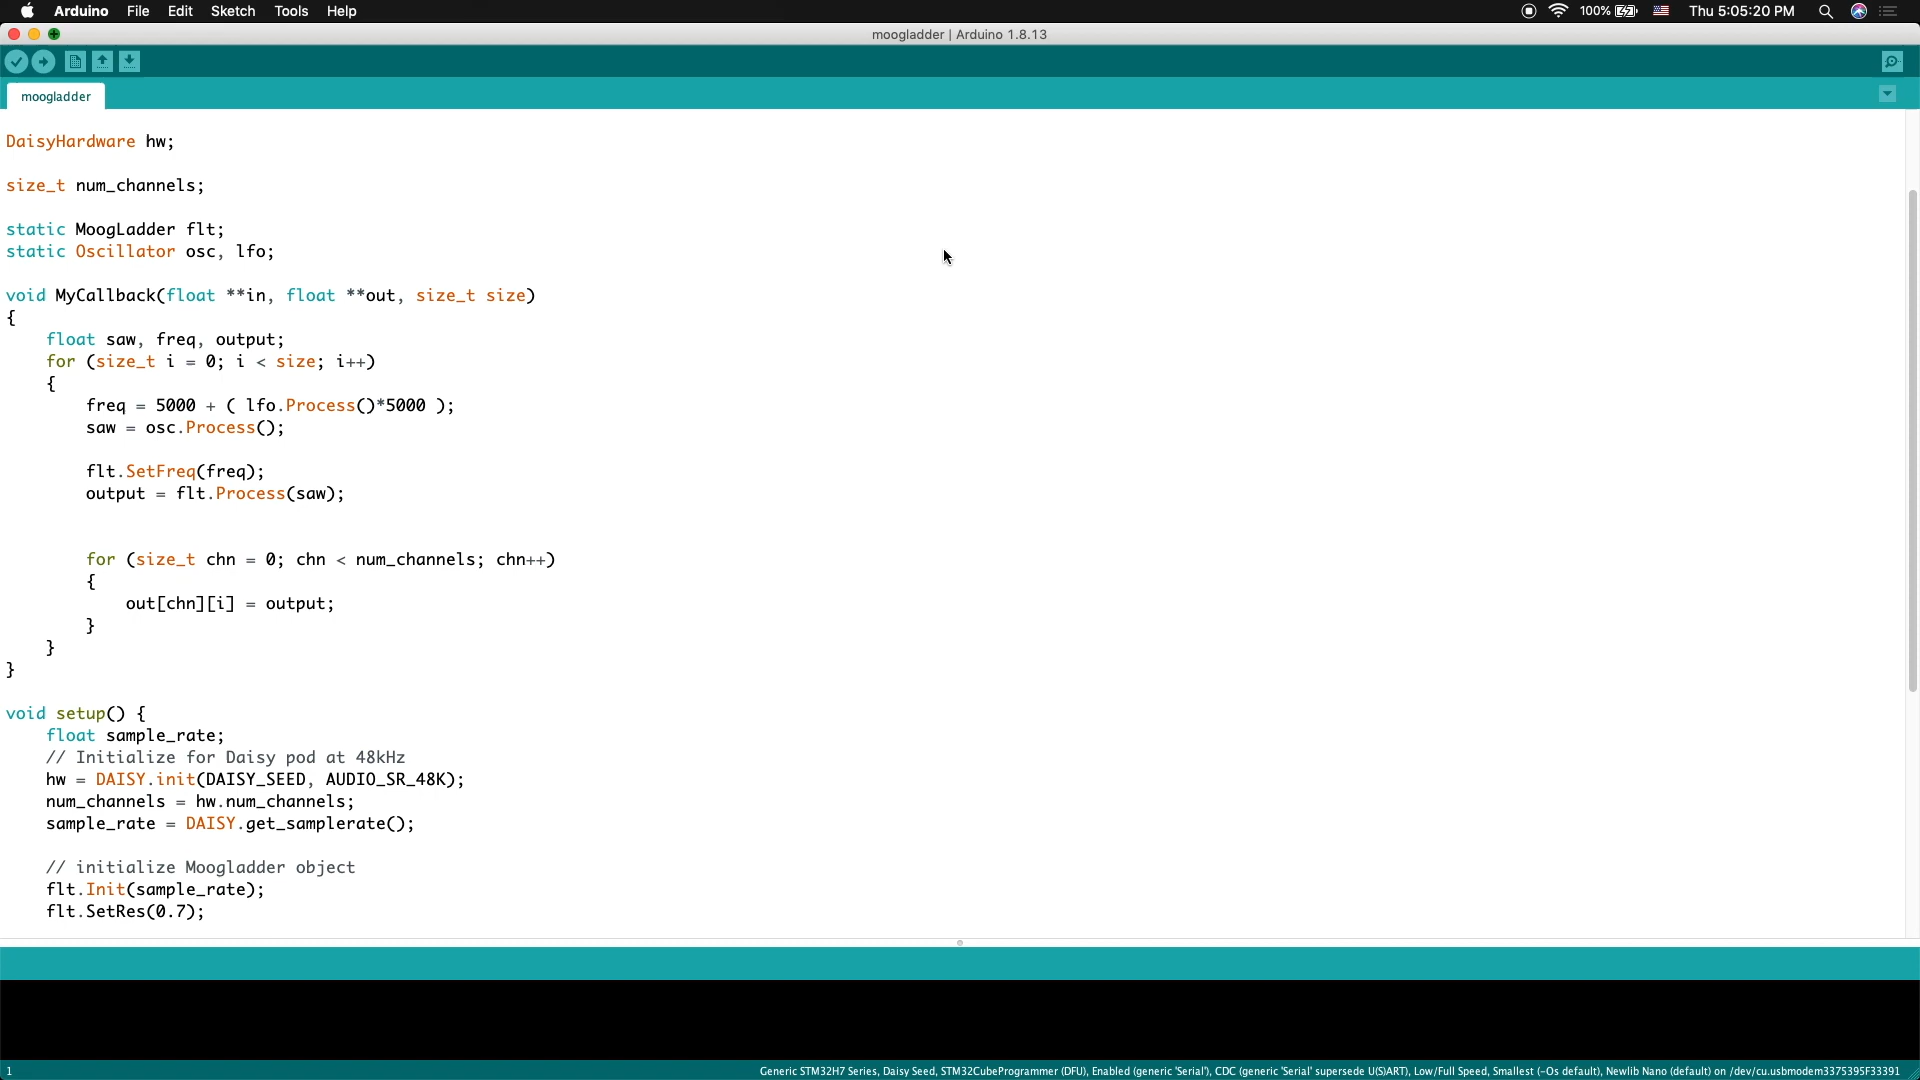 Arduino File Edit Sketch Tools Help 100% Thu 5:05:20 PM
moogladder | Arduino 1.8.13
moogladder
DaisyHardware hw;
size_t num_channels;
static MoogLadder flt;
static Oscillator osc, lfo;
void MyCallback(float **in, float **out, size_t size)
{
    float saw, freq, output;
    for (size_t i = 0; i < size; i++)
    {
        freq = 5000 + ( lfo.Process()*5000 );
        saw = osc.Process();
        flt.SetFreq(freq);
        output = flt.Process(saw);
        for (size_t chn = 0; chn < num_channels; chn++)
        {
            out[chn][i] = output;
        }
    }
}
void setup() {
    float sample_rate;
    // Initialize for Daisy pod at 48kHz
    hw = DAISY.init(DAISY_SEED, AUDIO_SR_48K);
    num_channels = hw.num_channels;
    sample_rate = DAISY.get_samplerate();
    // initialize Moogladder object
    flt.Init(sample_rate);
    flt.SetRes(0.7);
1 Generic STM32H7 Series, Daisy Seed, STM32CubeProgrammer (DFU), Enabled (generic 'Serial'), CDC (generic 'Serial' supersede U(S)ART), Low/Full Speed, Smallest (-Os default), Newlib Nano (default) on /dev/cu.usbmodem3375395F33391